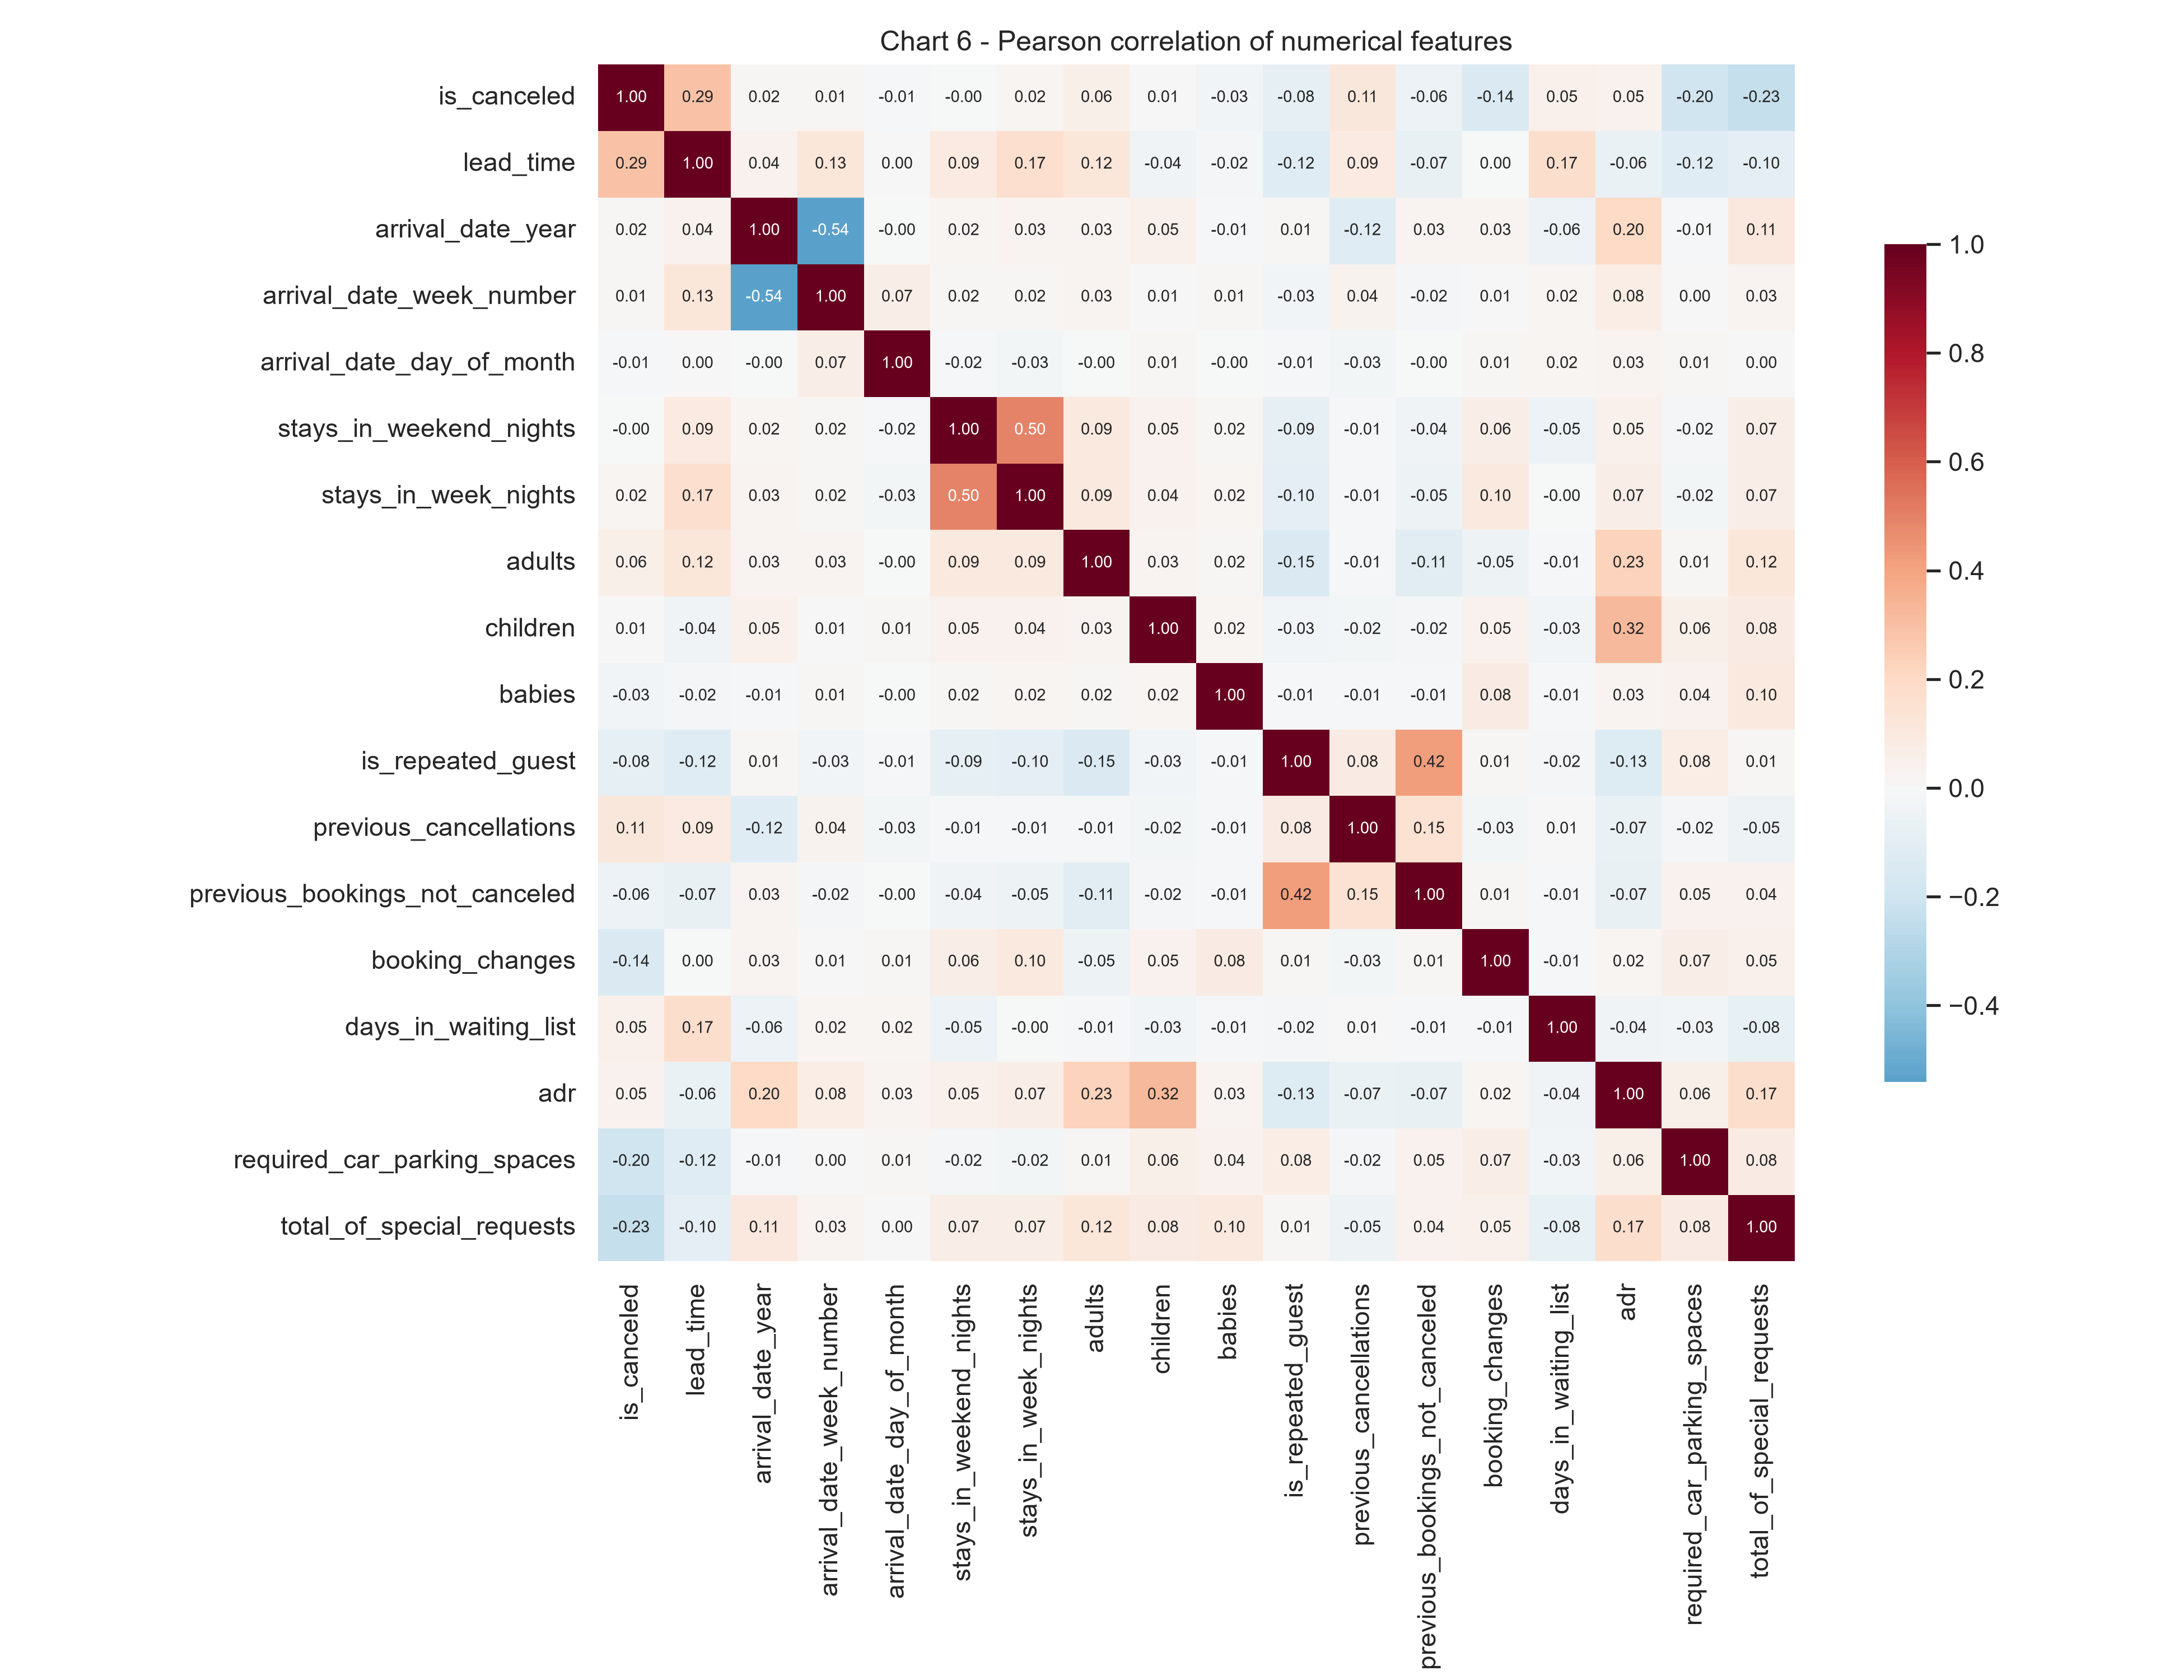 Chart 6 - Pearson correlation of numerical features
is_canceled 1.00 0.29 0.02 0.01 -0.01 -0.00 0.02 0.06 0.01 -0.03 -0.08 0.11 -0.06 -0.14 0.05 0.05 -0.20 -0.23
lead_time 0.29 1.00 0.04 0.13 0.00 0.09 0.17 0.12 -0.04 -0.02 -0.12 0.09 -0.07 0.00 0.17 -0.06 -0.12 -0.10
arrival_date_year 0.02 0.04 1.00 -0.54 -0.00 0.02 0.03 0.03 0.05 -0.01 0.01 -0.12 0.03 0.03 -0.06 0.20 -0.01 0.11
arrival_date_week_number 0.01 0.13 -0.54 1.00 0.07 0.02 0.02 0.03 0.01 0.01 -0.03 0.04 -0.02 0.01 0.02 0.08 0.00 0.03
arrival_date_day_of_month -0.01 0.00 -0.00 0.07 1.00 -0.02 -0.03 -0.00 0.01 -0.00 -0.01 -0.03 -0.00 0.01 0.02 0.03 0.01 0.00
stays_in_weekend_nights -0.00 0.09 0.02 0.02 -0.02 1.00 0.50 0.09 0.05 0.02 -0.09 -0.01 -0.04 0.06 -0.05 0.05 -0.02 0.07
stays_in_week_nights 0.02 0.17 0.03 0.02 -0.03 0.50 1.00 0.09 0.04 0.02 -0.10 -0.01 -0.05 0.10 -0.00 0.07 -0.02 0.07
adults 0.06 0.12 0.03 0.03 -0.00 0.09 0.09 1.00 0.03 0.02 -0.15 -0.01 -0.11 -0.05 -0.01 0.23 0.01 0.12
children 0.01 -0.04 0.05 0.01 0.01 0.05 0.04 0.03 1.00 0.02 -0.03 -0.02 -0.02 0.05 -0.03 0.32 0.06 0.08
babies -0.03 -0.02 -0.01 0.01 -0.00 0.02 0.02 0.02 0.02 1.00 -0.01 -0.01 -0.01 0.08 -0.01 0.03 0.04 0.10
is_repeated_guest -0.08 -0.12 0.01 -0.03 -0.01 -0.09 -0.10 -0.15 -0.03 -0.01 1.00 0.08 0.42 0.01 -0.02 -0.13 0.08 0.01
previous_cancellations 0.11 0.09 -0.12 0.04 -0.03 -0.01 -0.01 -0.01 -0.02 -0.01 0.08 1.00 0.15 -0.03 0.01 -0.07 -0.02 -0.05
previous_bookings_not_canceled -0.06 -0.07 0.03 -0.02 -0.00 -0.04 -0.05 -0.11 -0.02 -0.01 0.42 0.15 1.00 0.01 -0.01 -0.07 0.05 0.04
booking_changes -0.14 0.00 0.03 0.01 0.01 0.06 0.10 -0.05 0.05 0.08 0.01 -0.03 0.01 1.00 -0.01 0.02 0.07 0.05
days_in_waiting_list 0.05 0.17 -0.06 0.02 0.02 -0.05 -0.00 -0.01 -0.03 -0.01 -0.02 0.01 -0.01 -0.01 1.00 -0.04 -0.03 -0.08
adr 0.05 -0.06 0.20 0.08 0.03 0.05 0.07 0.23 0.32 0.03 -0.13 -0.07 -0.07 0.02 -0.04 1.00 0.06 0.17
required_car_parking_spaces -0.20 -0.12 -0.01 0.00 0.01 -0.02 -0.02 0.01 0.06 0.04 0.08 -0.02 0.05 0.07 -0.03 0.06 1.00 0.08
total_of_special_requests -0.23 -0.10 0.11 0.03 0.00 0.07 0.07 0.12 0.08 0.10 0.01 -0.05 0.04 0.05 -0.08 0.17 0.08 1.00
is_canceled
lead_time
arrival_date_year
arrival_date_week_number
arrival_date_day_of_month
stays_in_weekend_nights
stays_in_week_nights
adults
children
babies
is_repeated_guest
previous_cancellations
previous_bookings_not_canceled
booking_changes
days_in_waiting_list
adr
required_car_parking_spaces
total_of_special_requests
1.0
0.8
0.6
0.4
0.2
0.0
−0.2
−0.4